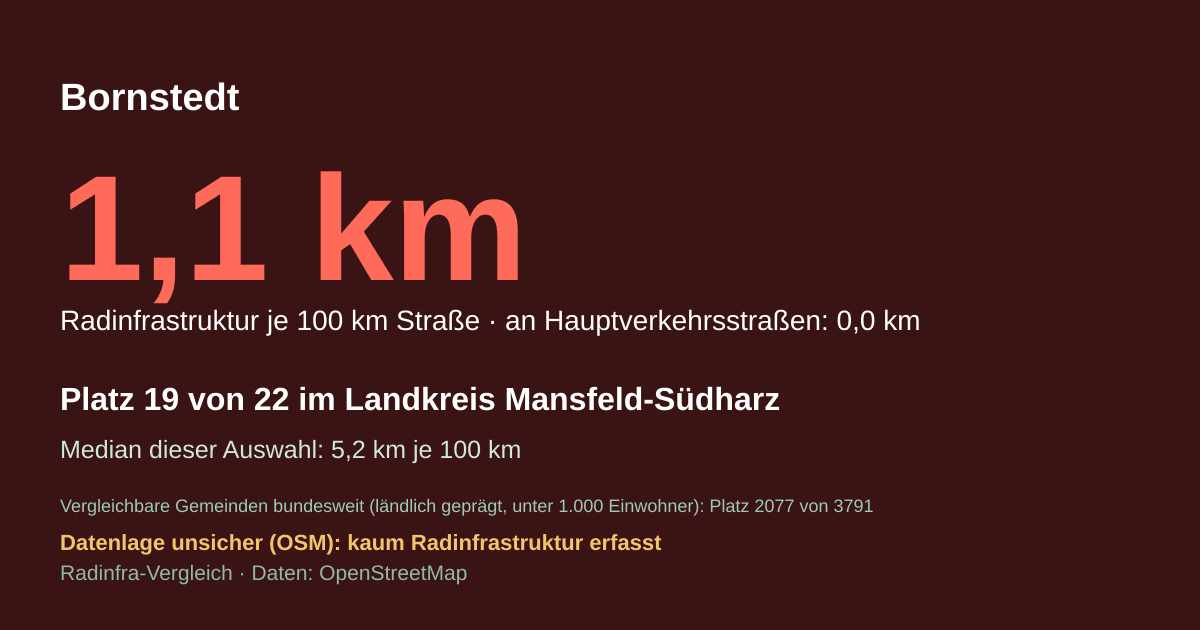 Bornstedt
1,1 km
Radinfrastruktur je 100 km Straße · an Hauptverkehrsstraßen: 0,0 km
Platz 19 von 22 im Landkreis Mansfeld-Südharz
Median dieser Auswahl: 5,2 km je 100 km
Vergleichbare Gemeinden bundesweit (ländlich geprägt, unter 1.000 Einwohner): Platz 2077 von 3791
Datenlage unsicher (OSM): kaum Radinfrastruktur erfasst
Radinfra-Vergleich · Daten: OpenStreetMap